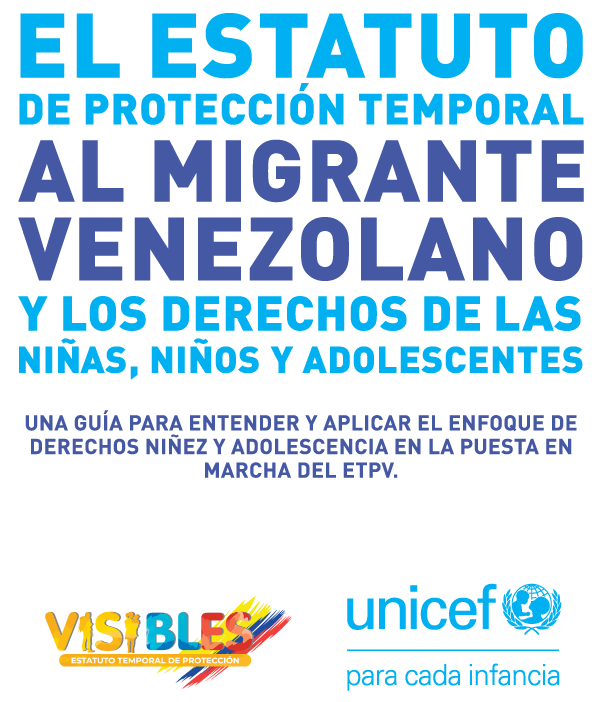 EL ESTATUTO
DE PROTECCIÓN TEMPORAL
AL MIGRANTE
VENEZOLANO
Y LOS DERECHOS DE LAS
NIÑAS, NIÑOS Y ADOLESCENTES
UNA GUÍA PARA ENTENDER Y APLICAR EL ENFOQUE DE
DERECHOS NIÑEZ Y ADOLESCENCIA EN LA PUESTA EN
MARCHA DEL ETPV.
VISIBLES
ESTATUTO TEMPORAL DE PROTECCIÓN
unicef
para cada infancia